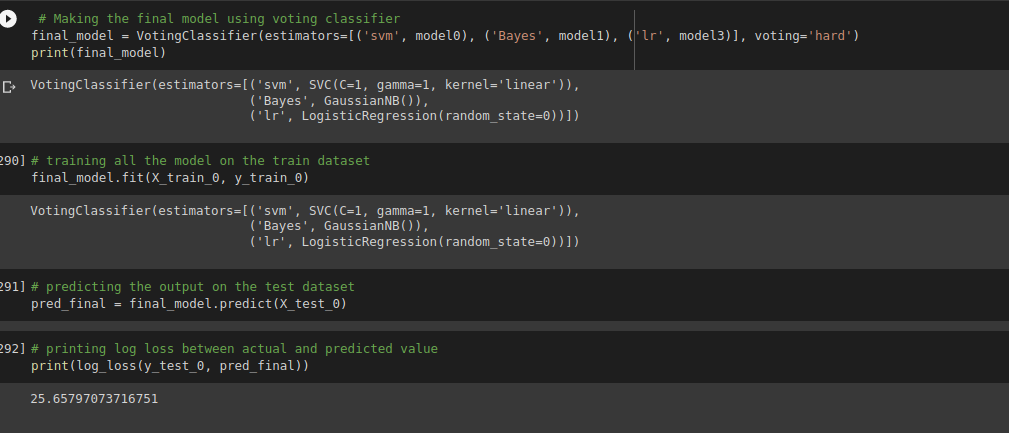 # Making the final model using voting classifier
final_model = VotingClassifier(estimators=[('svm', model0), ('Bayes', model1), ('lr', model3)], voting='hard')
print(final_model)
VotingClassifier(estimators=[('svm', SVC(C=1, gamma=1, kernel='linear')),
('Bayes', GaussianNB()),
('lr', LogisticRegression(random_state=0))])
290] # training all the model on the train dataset
final_model.fit(X_train_0, y_train_0)
VotingClassifier(estimators=[('svm', SVC(C=1, gamma=1, kernel='linear')),
('Bayes', GaussianNB()),
('lr', LogisticRegression(random_state=0))])
291] # predicting the output on the test dataset
pred_final = final_model.predict(X_test_0)
292] # printing log loss between actual and predicted value
print(log_loss(y_test_0, pred_final))
25.65797073716751